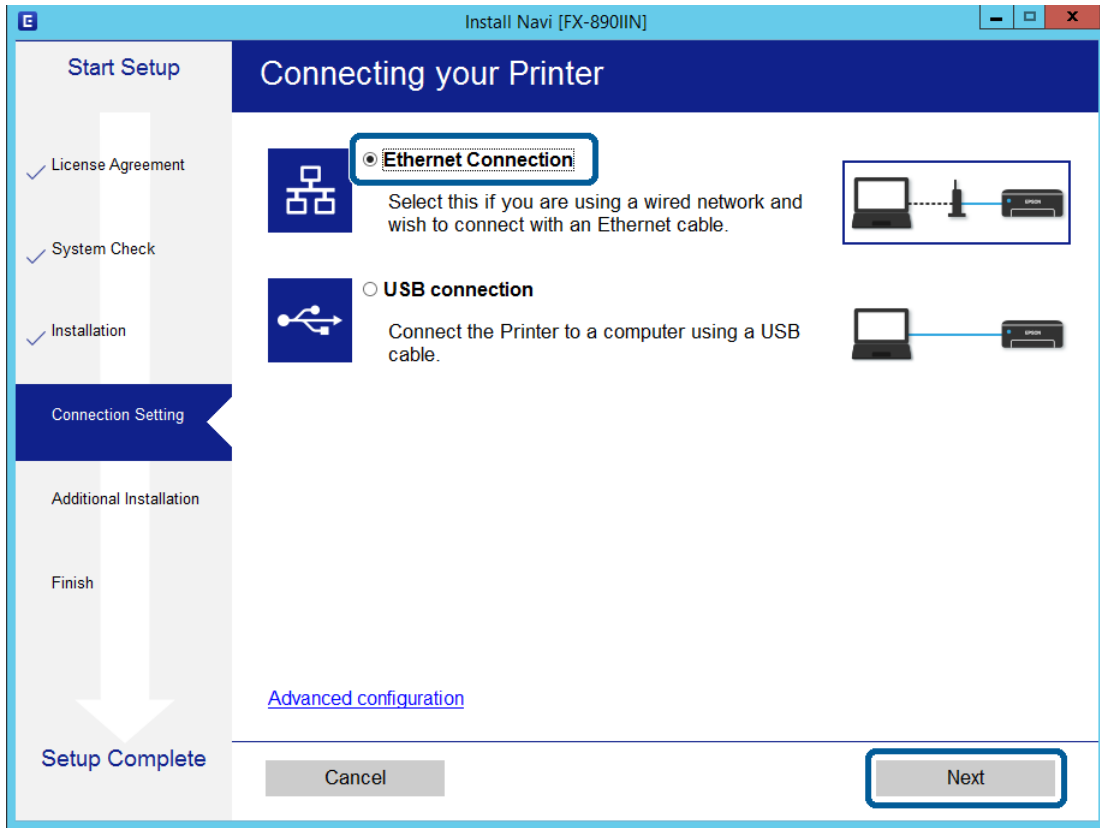 Install Navi [FX-890IIN]
Start Setup
Connecting your Printer
License Agreement
System Check
Installation
Connection Setting
Additional Installation
Finish
Setup Complete
Ethernet Connection
Select this if you are using a wired network and
wish to connect with an Ethernet cable.
EPSON
USB connection
Connect the Printer to a computer using a USB
cable.
EPSON
Advanced configuration
Cancel
Next